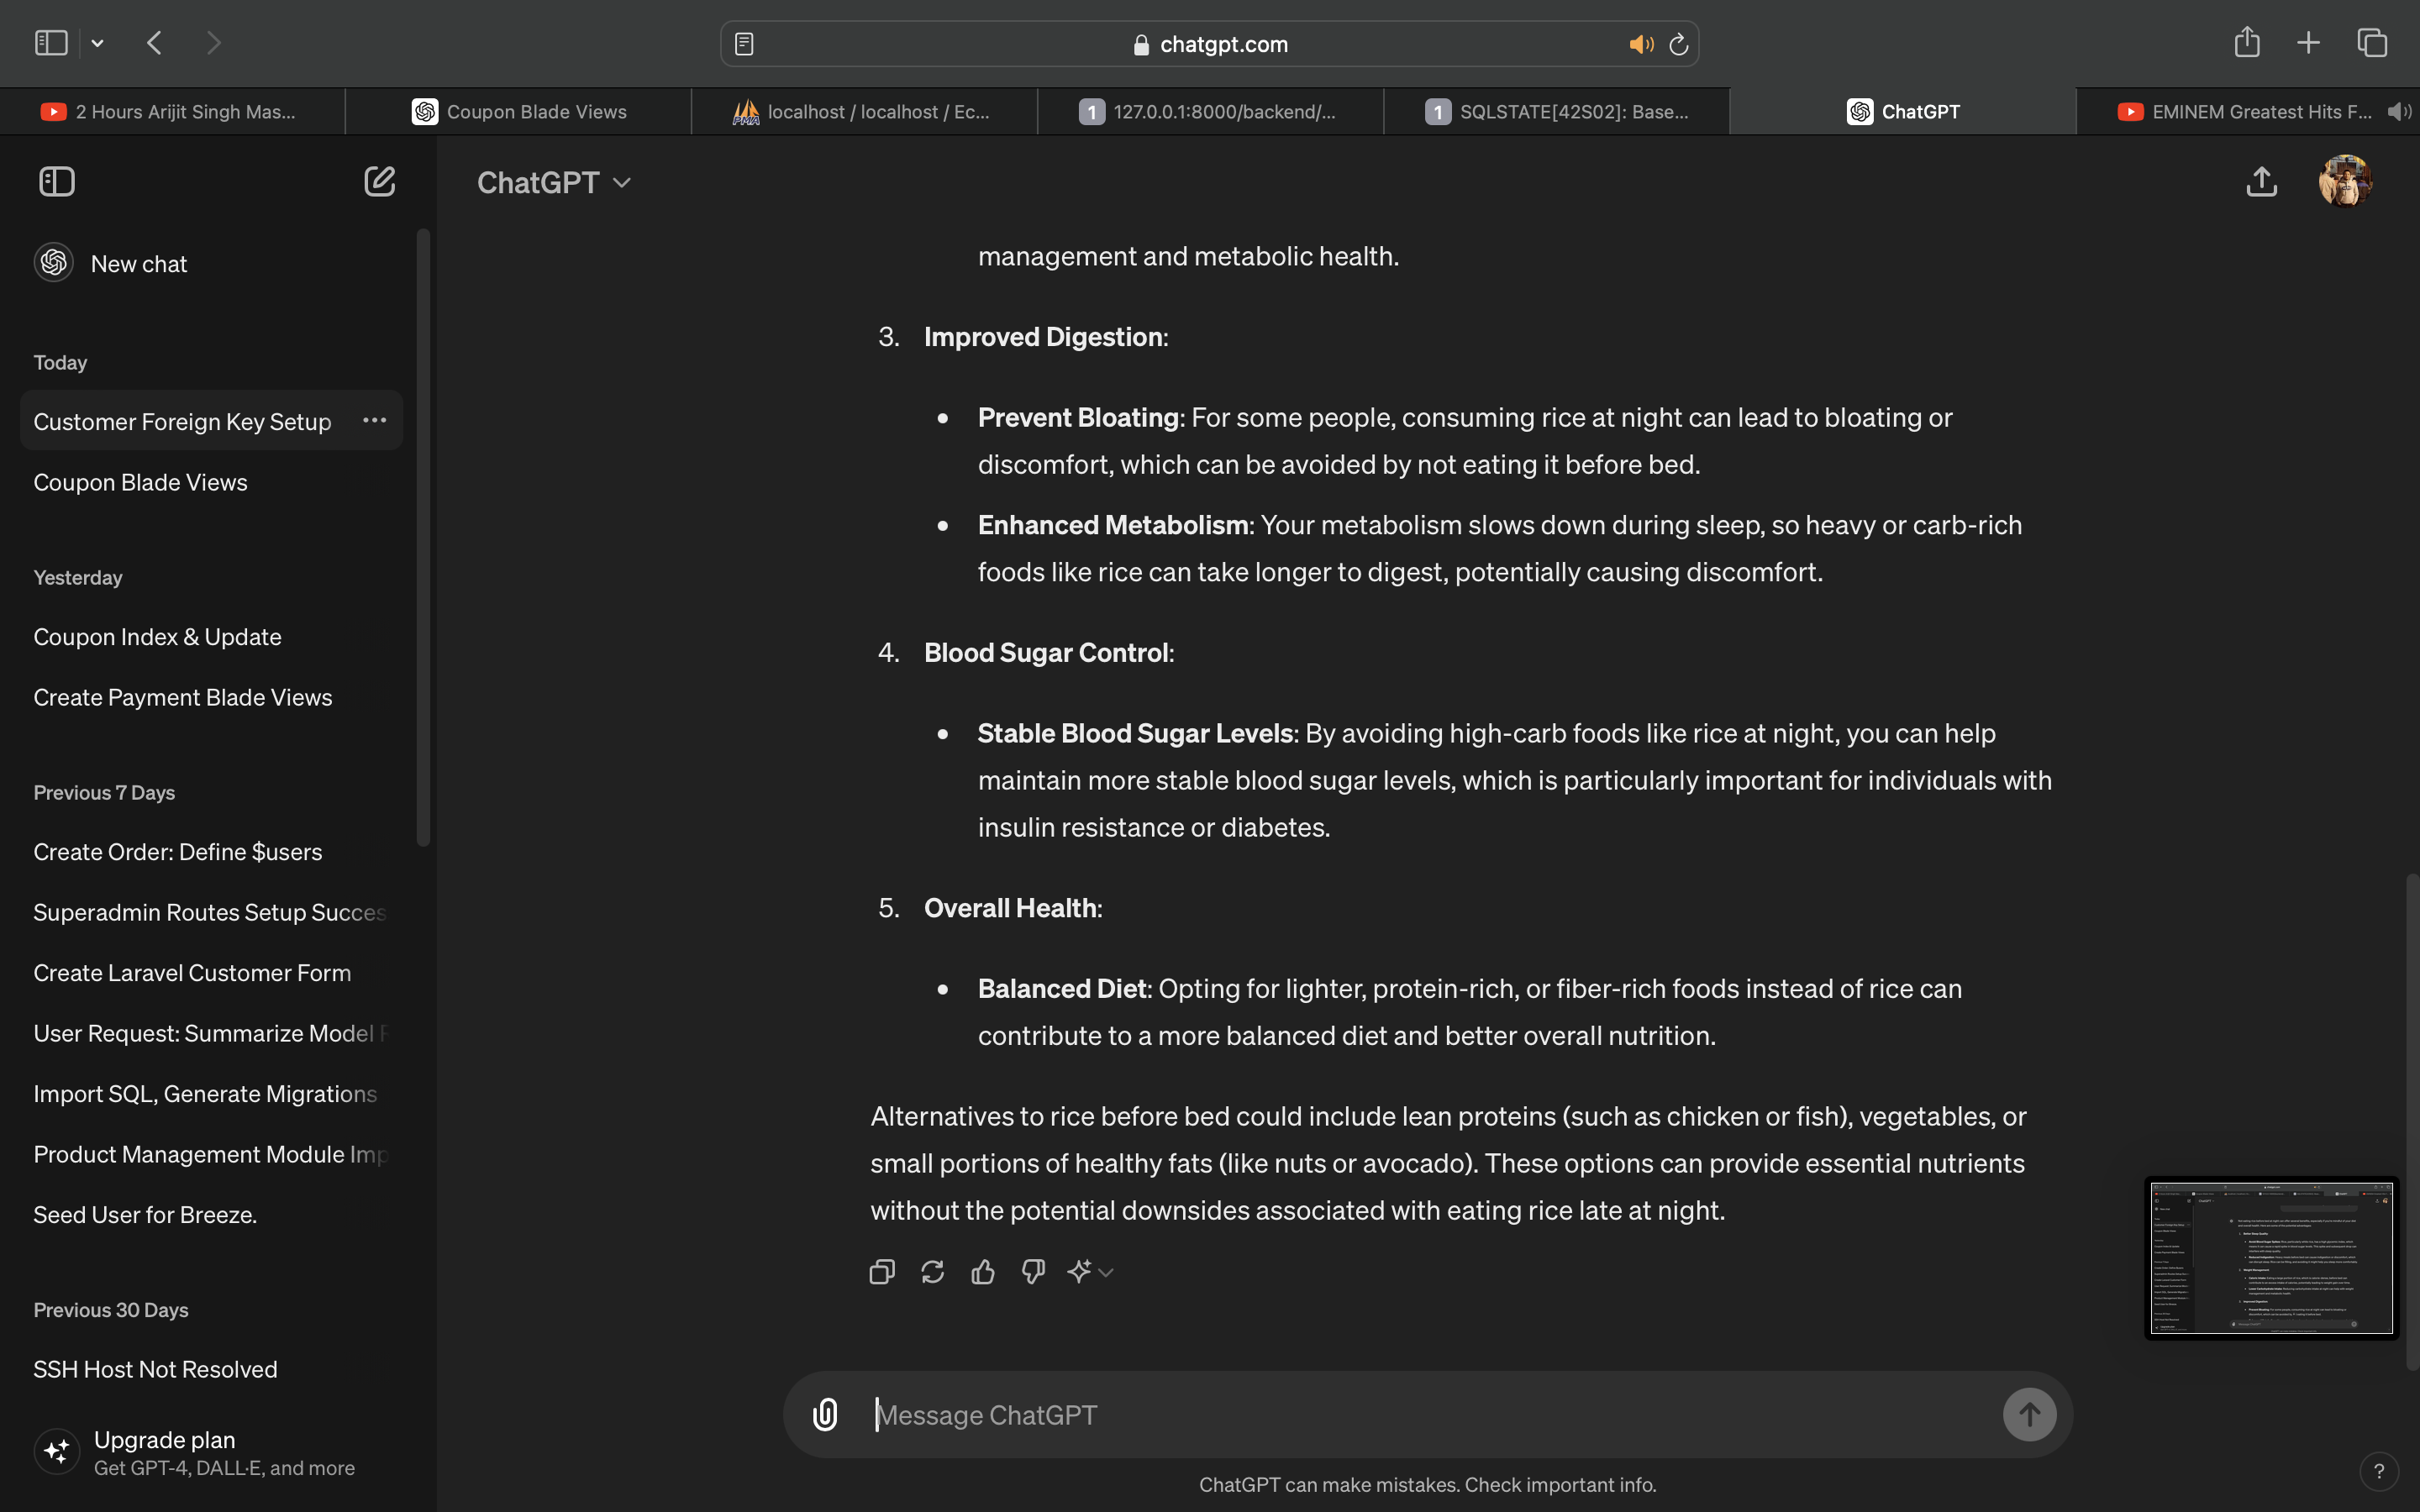 chatgpt.com
2 Hours Arijit Singh Mas...
Coupon Blade Views
localhost / localhost / Ec...
1 127.0.0.1:8000/backend/...
1 SQLSTATE[42S02]: Base...
ChatGPT
EMINEM Greatest Hits F...
New chat
Today
Customer Foreign Key Setup
Coupon Blade Views
Yesterday
Coupon Index & Update
Create Payment Blade Views
Previous 7 Days
Create Order: Define $users
Superadmin Routes Setup Succes
Create Laravel Customer Form
User Request: Summarize Model
Import SQL, Generate Migrations
Product Management Module Imp
Seed User for Breeze.
Previous 30 Days
SSH Host Not Resolved
Upgrade plan
Get GPT-4, DALL·E, and more
ChatGPT
management and metabolic health.
3. Improved Digestion:
• Prevent Bloating: For some people, consuming rice at night can lead to bloating or
discomfort, which can be avoided by not eating it before bed.
• Enhanced Metabolism: Your metabolism slows down during sleep, so heavy or carb-rich
foods like rice can take longer to digest, potentially causing discomfort.
4. Blood Sugar Control:
• Stable Blood Sugar Levels: By avoiding high-carb foods like rice at night, you can help
maintain more stable blood sugar levels, which is particularly important for individuals with
insulin resistance or diabetes.
5. Overall Health:
• Balanced Diet: Opting for lighter, protein-rich, or fiber-rich foods instead of rice can
contribute to a more balanced diet and better overall nutrition.
Alternatives to rice before bed could include lean proteins (such as chicken or fish), vegetables, or
small portions of healthy fats (like nuts or avocado). These options can provide essential nutrients
without the potential downsides associated with eating rice late at night.
Message ChatGPT
ChatGPT can make mistakes. Check important info.
?